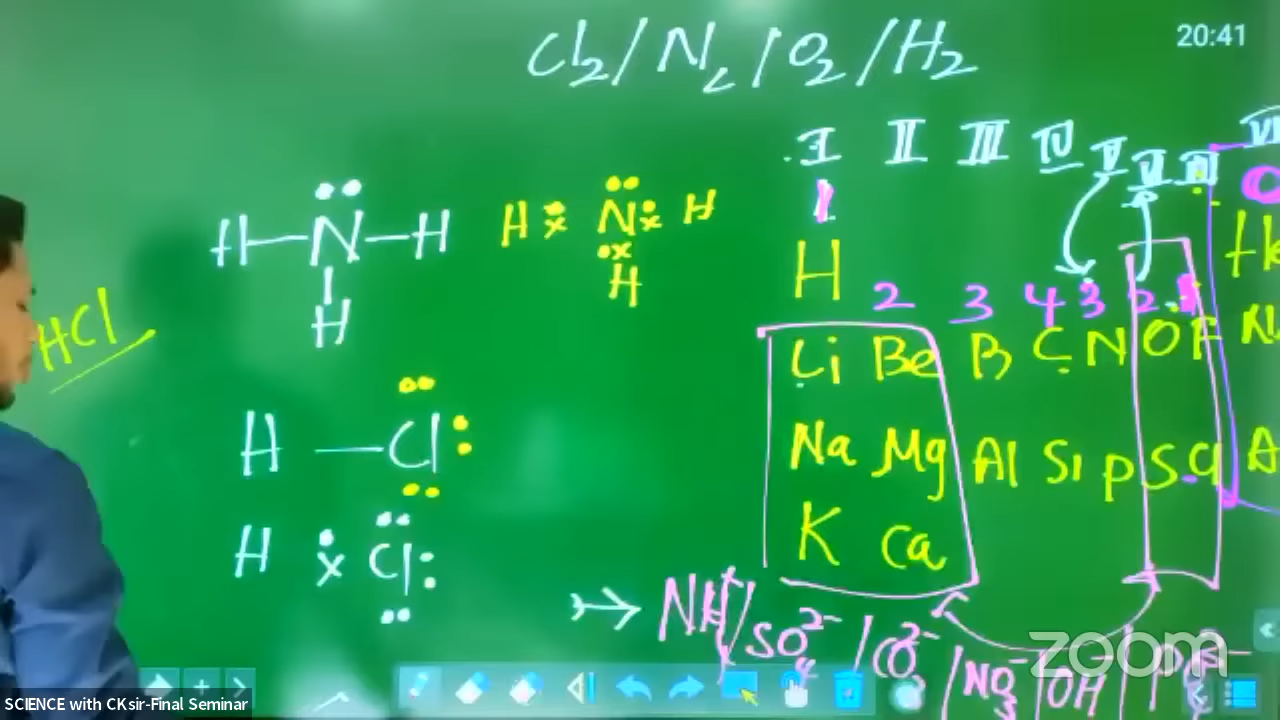 Cl₂ / N₂ / O₂ / H₂
20:41
I II III IV V VI VII
1
H
2 3 4 3 2 1
Li Be B C N O F
Na Mg Al Si P S Cl A
K Ca
H—N—H
H
H N H
H
HCl
H—Cl
H x Cl
SO₄²⁻ / CO₃²⁻ / NO₃⁻ OH
zoom
SCIENCE with CKsir-Final Seminar